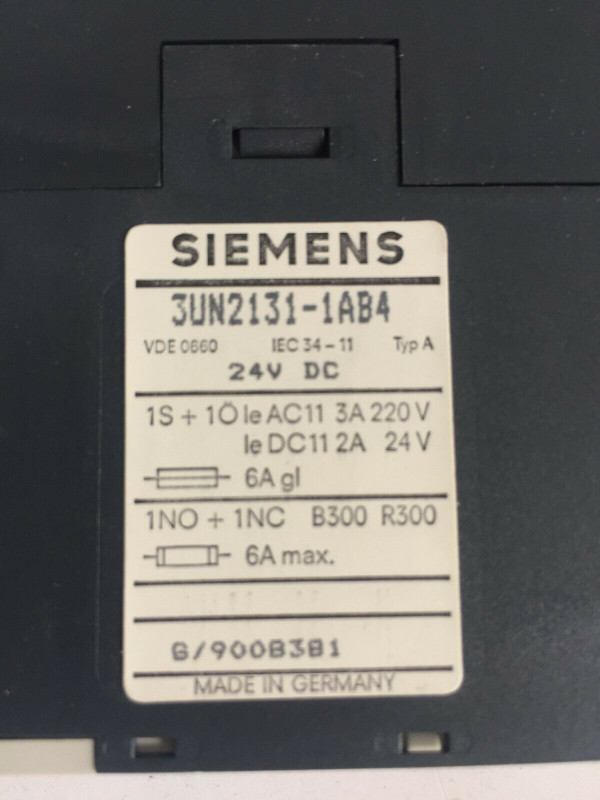 SIEMENS
3UN2131-1AB4
VDE 0660 IEC 34-11 Typ A
24V DC
1S + 1Ö Ie AC11 3A 220 V
Ie DC11 2A 24 V
6A gl
1NO + 1NC B300 R300
6A max.
G/9008381
MADE IN GERMANY